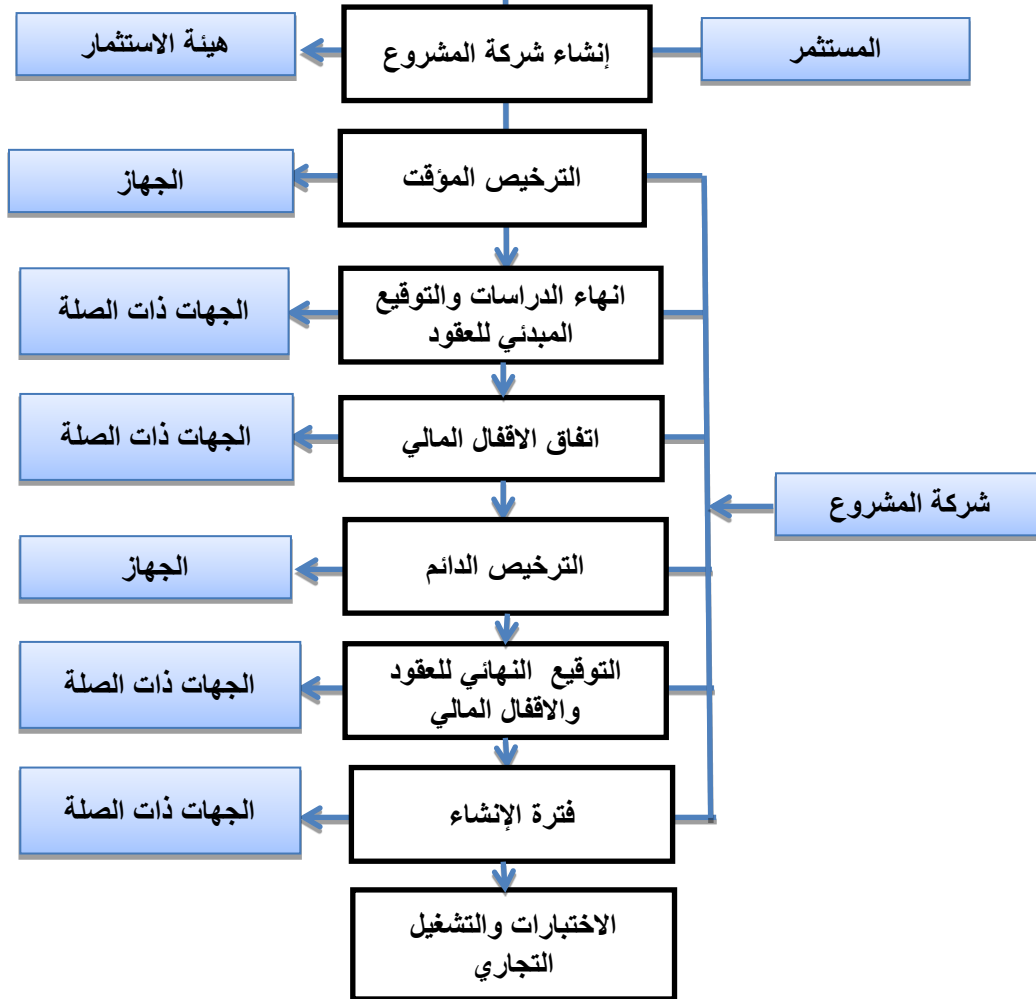 المستثمر
إنشاء شركة المشروع
هيئة الاستثمار
الترخيص المؤقت
الجهاز
انهاء الدراسات والتوقيع
المبدئي للعقود
الجهات ذات الصلة
اتفاق الاقفال المالي
الجهات ذات الصلة
شركة المشروع
الترخيص الدائم
الجهاز
التوقيع النهائي للعقود
والاقفال المالي
الجهات ذات الصلة
فترة الإنشاء
الجهات ذات الصلة
الاختبارات والتشغيل
التجاري